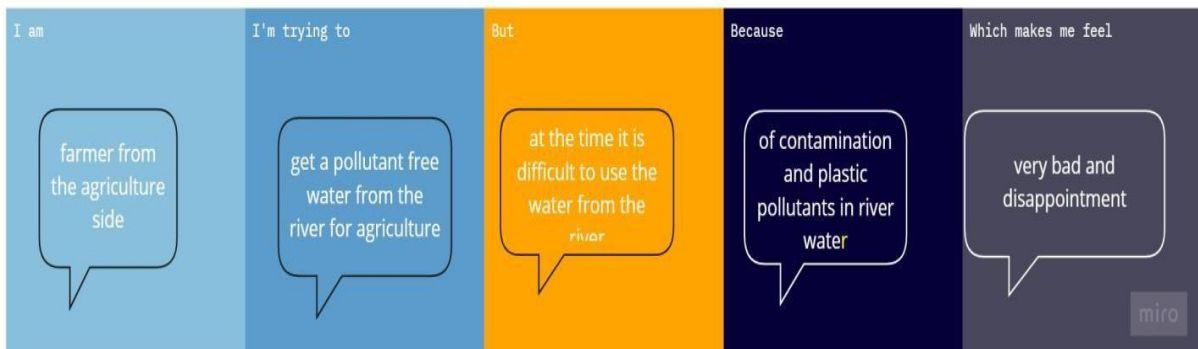 I am
farmer from
the agriculture
side
I'm trying to
get a pollutant free
water from the
river for agriculture
But
at the time it is
difficult to use the
water from the
river
Because
of contamination
and plastic
pollutants in river
water
Which makes me feel
very bad and
disappointment
miro